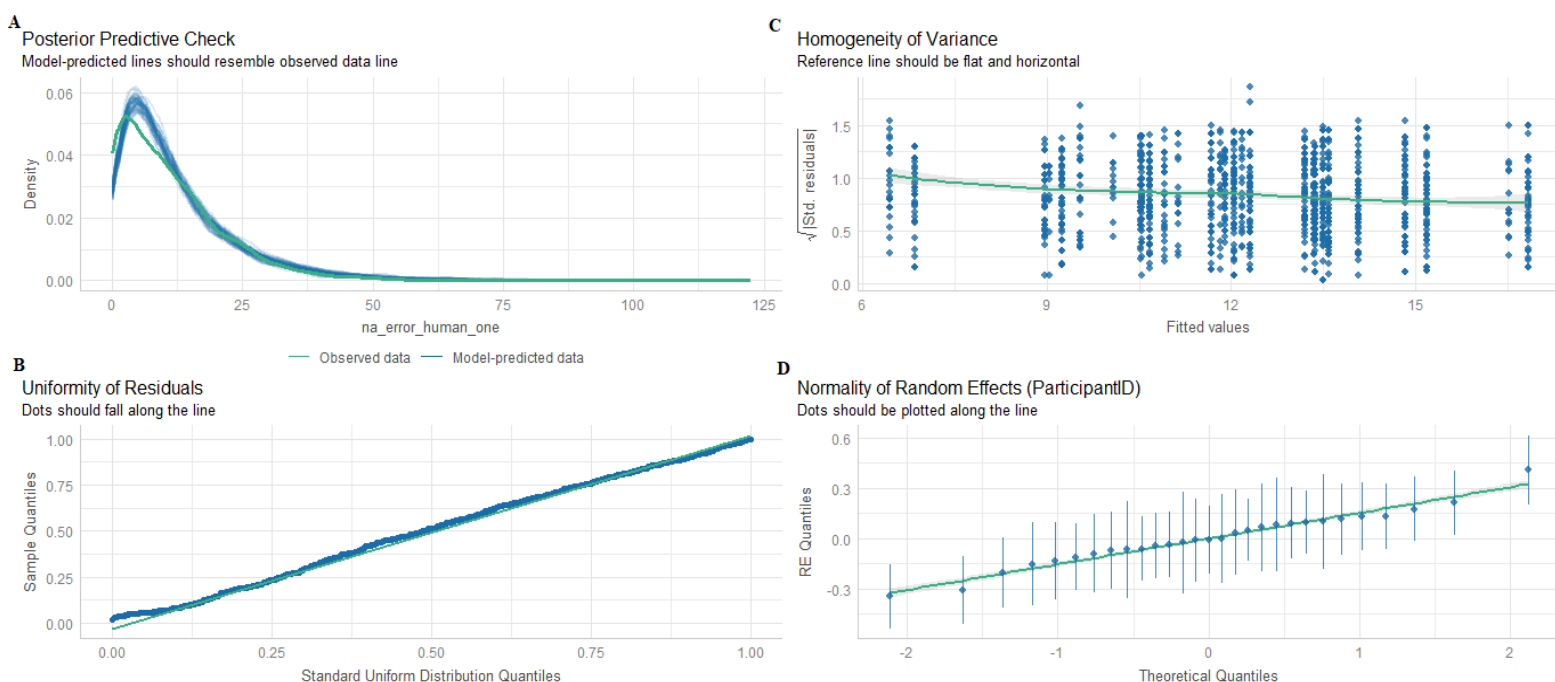 A
Posterior Predictive Check
Model-predicted lines should resemble observed data line
0.06
0.04
0.02
0.00
Density
0
25
50
75
100
125
na_error_human_one
Observed data
Model-predicted data
B
Uniformity of Residuals
Dots should fall along the line
1.00
0.75
0.50
0.25
0.00
Sample Quantiles
0.00
0.25
0.50
0.75
1.00
Standard Uniform Distribution Quantiles
C
Homogeneity of Variance
Reference line should be flat and horizontal
1.5
1.0
0.5
0.0
√|Std. residuals|
6
9
12
15
Fitted values
D
Normality of Random Effects (ParticipantID)
Dots should be plotted along the line
0.6
0.3
0.0
-0.3
RE Quantiles
-2
-1
0
1
2
Theoretical Quantiles